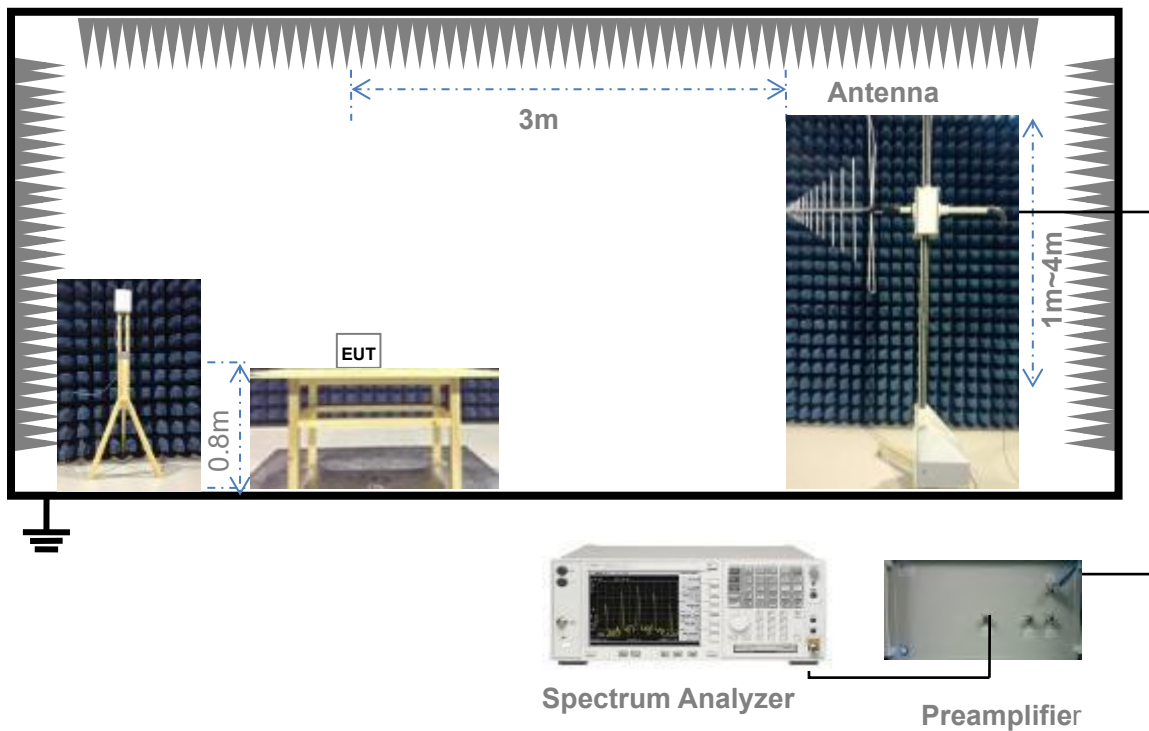 Antenna
3m
1m~4m
EUT
0.8m
Spectrum Analyzer
Preamplifier